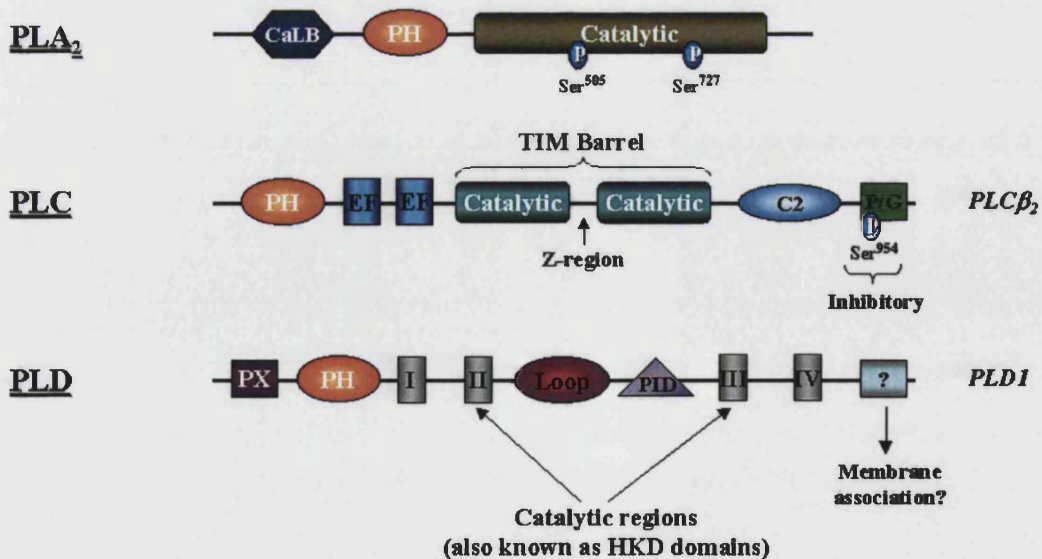 PLA₂
CaLB PH Catalytic
P P
Ser⁵⁰⁵ Ser⁷²⁷
TIM Barrel
PLC
PH EF EF Catalytic Catalytic C2 P/G PLCβ₂
Z-region
Ser⁹⁵⁴
Inhibitory
PLD
PX PH I II Loop PID III IV ? PLD1
Membrane
association?
Catalytic regions
(also known as HKD domains)